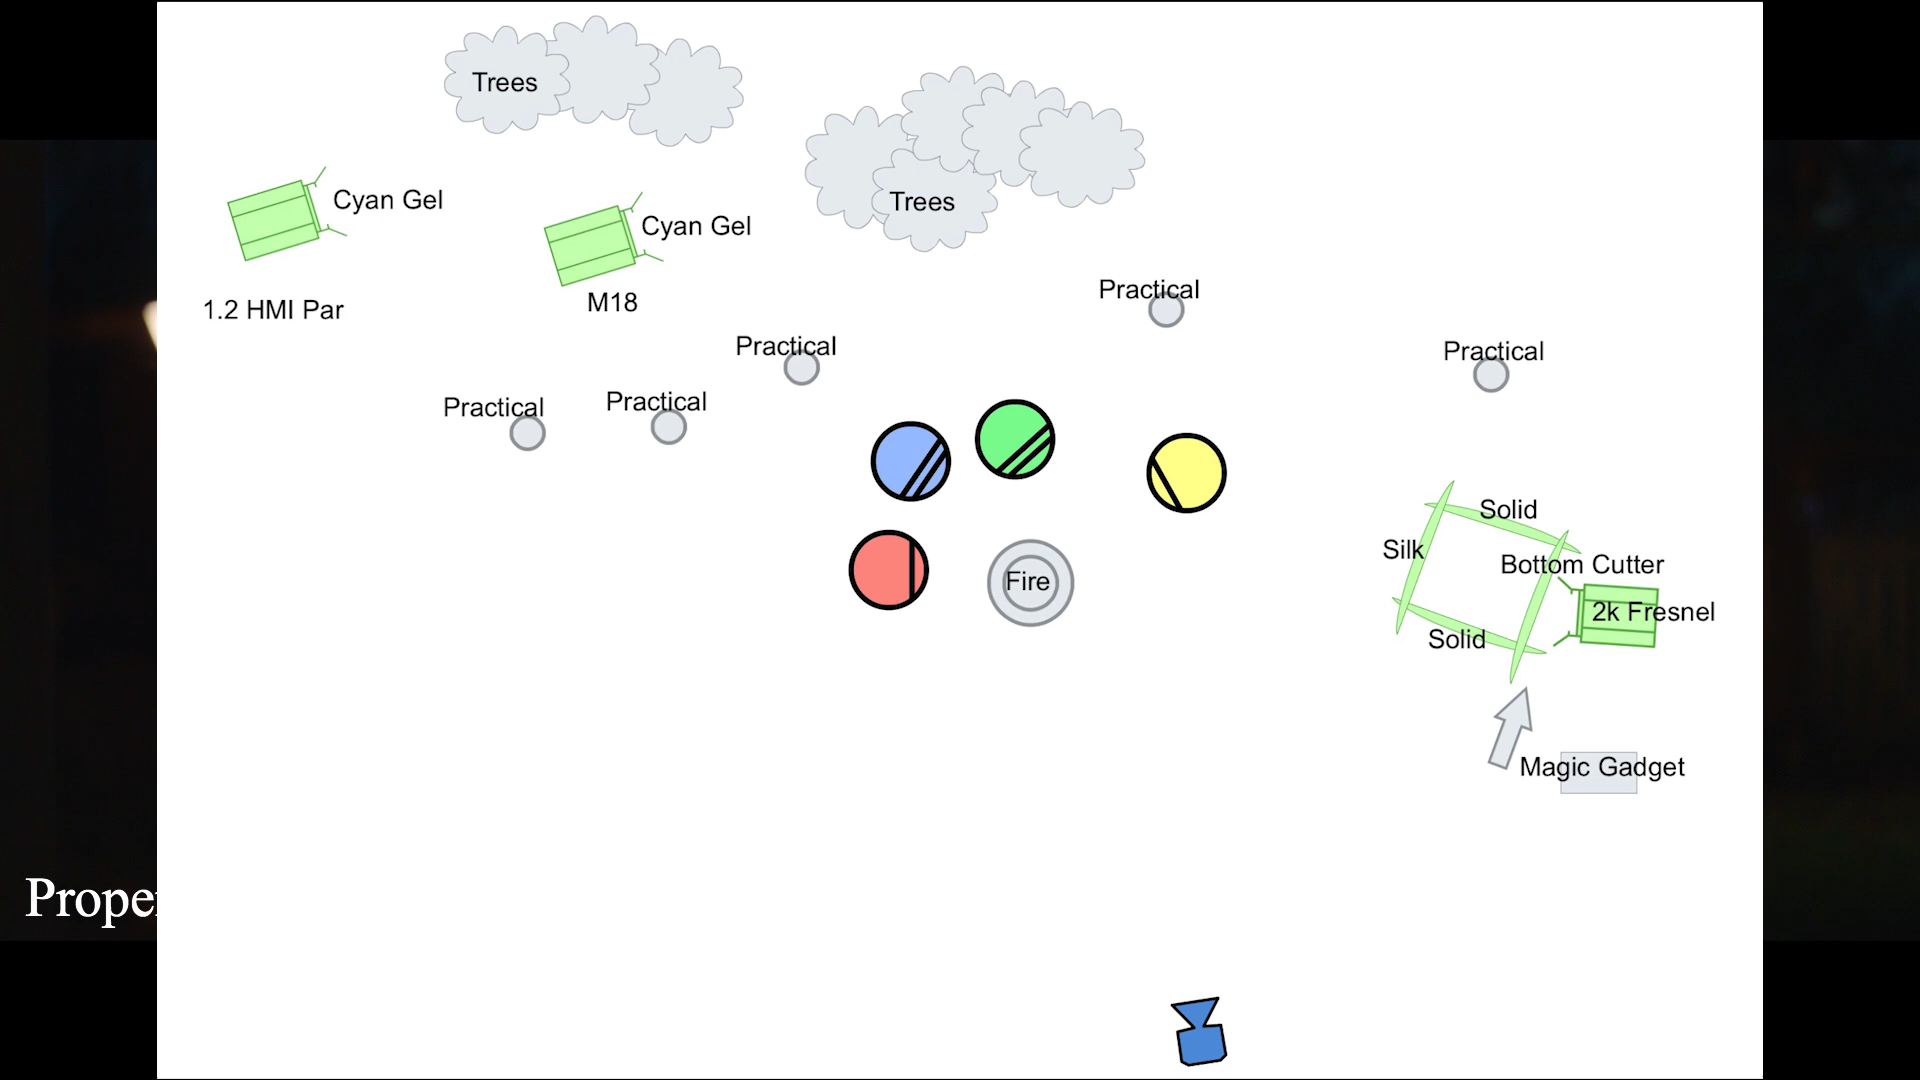 Trees
Cyan Gel
Trees
Cyan Gel
Practical
1.2 HMI Par
M18
Practical
Practical
Practical
Practical
Practical
Solid
Silk
Bottom Cutter
Fire
2k Fresnel
Solid
Magic Gadget
Proper